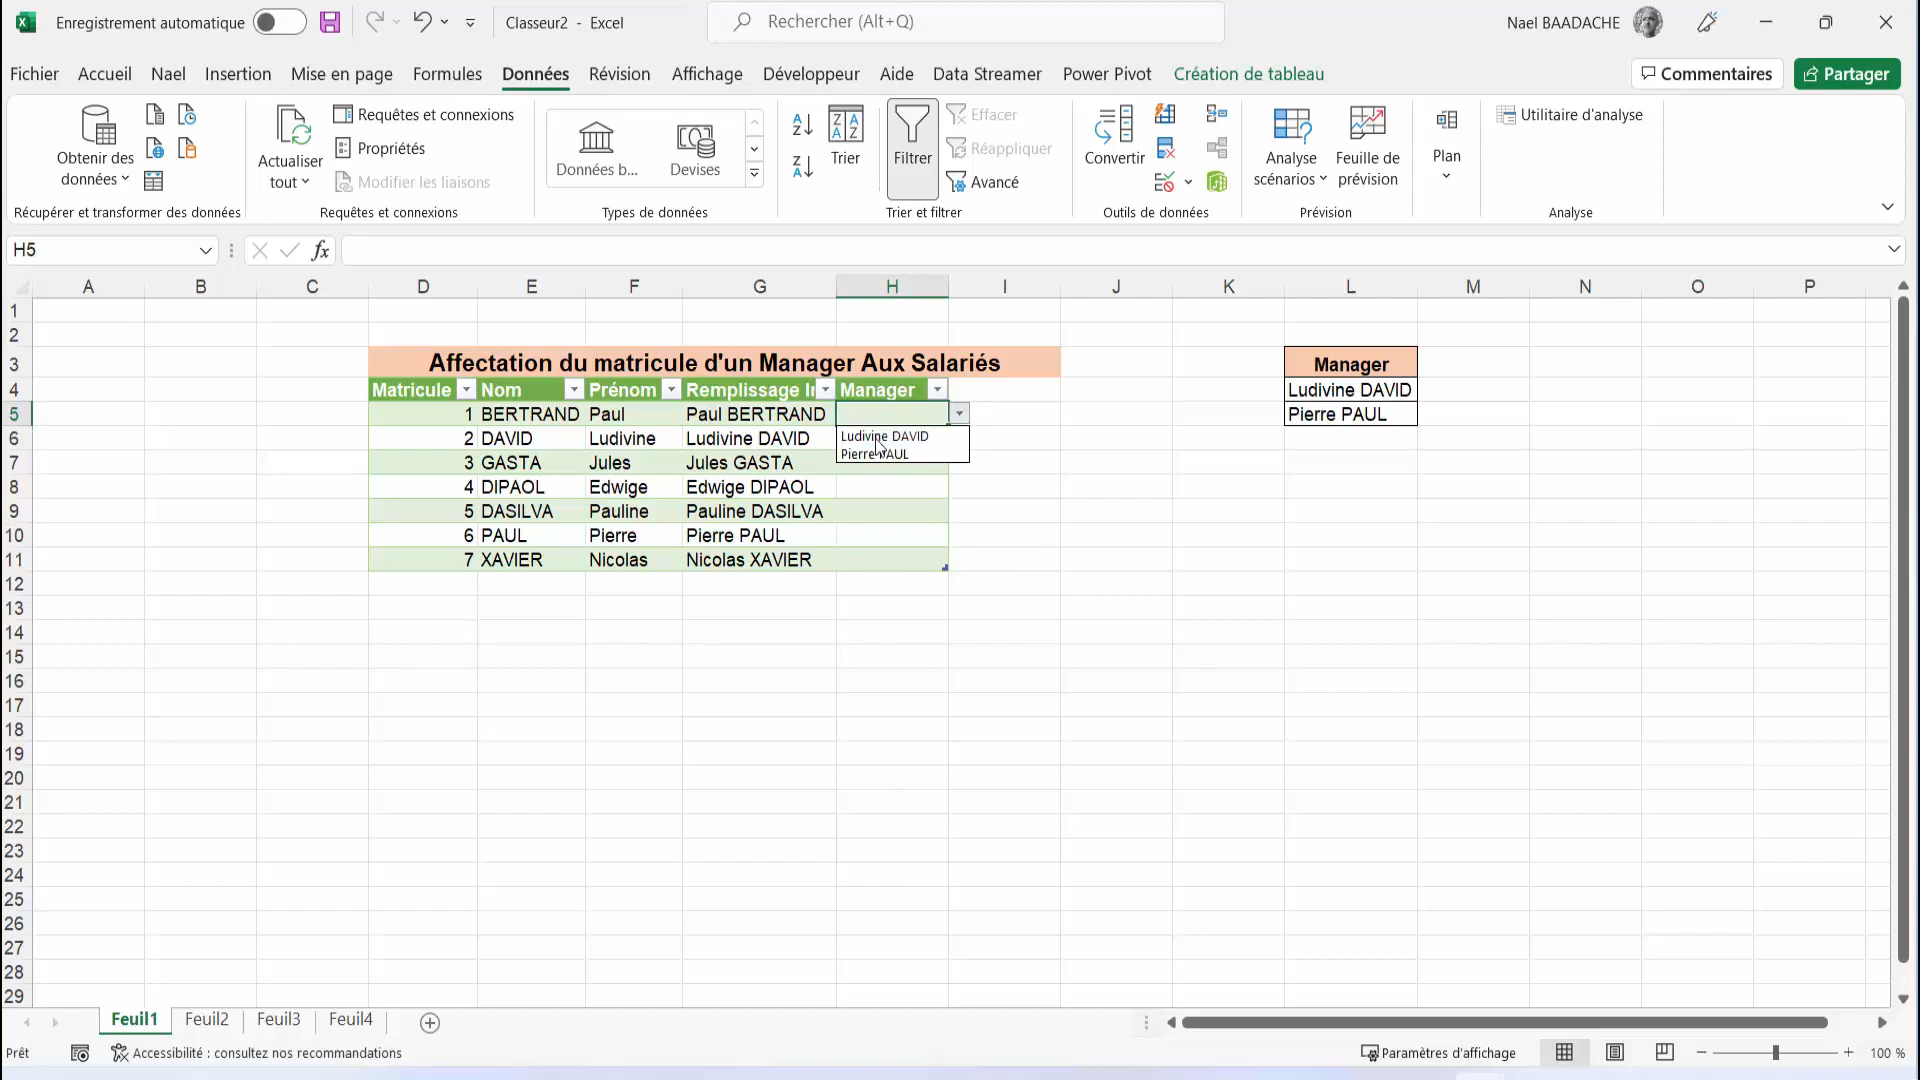 Enregistrement automatique
Classeur2 - Excel
Rechercher (Alt+Q)
Nael BAADACHE
Fichier Accueil Nael Insertion Mise en page Formules Données Révision Affichage Développeur Aide Data Streamer Power Pivot Création de tableau
Commentaires
Partager
Obtenir des
données
Récupérer et transformer des données
Actualiser
tout
Requêtes et connexions
Propriétés
Modifier les liaisons
Requêtes et connexions
Données b... Devises
Types de données
Trier
Filtrer
Effacer
Réappliquer
Avancé
Trier et filtrer
Convertir
Outils de données
Analyse
scénarios
Feuille de
prévision
Prévision
Plan
Utilitaire d'analyse
Analyse
H5
fx
A B C D E F G H I J K L M N O P
1
2
3 Affectation du matricule d'un Manager Aux Salariés Manager
4 Matricule Nom Prénom Remplissage Manager Ludivine DAVID
5 1 BERTRAND Paul Paul BERTRAND Pierre PAUL
6 2 DAVID Ludivine Ludivine DAVID
7 3 GASTA Jules Jules GASTA
Ludivine DAVID
Pierre PAUL
8 4 DIPAOL Edwige Edwige DIPAOL
9 5 DASILVA Pauline Pauline DASILVA
10 6 PAUL Pierre Pierre PAUL
11 7 XAVIER Nicolas Nicolas XAVIER
12
13
14
15
16
17
18
19
20
21
22
23
24
25
26
27
28
29
Feuil1 Feuil2 Feuil3 Feuil4
Prêt
Accessibilité : consultez nos recommandations
Paramètres d'affichage
100 %